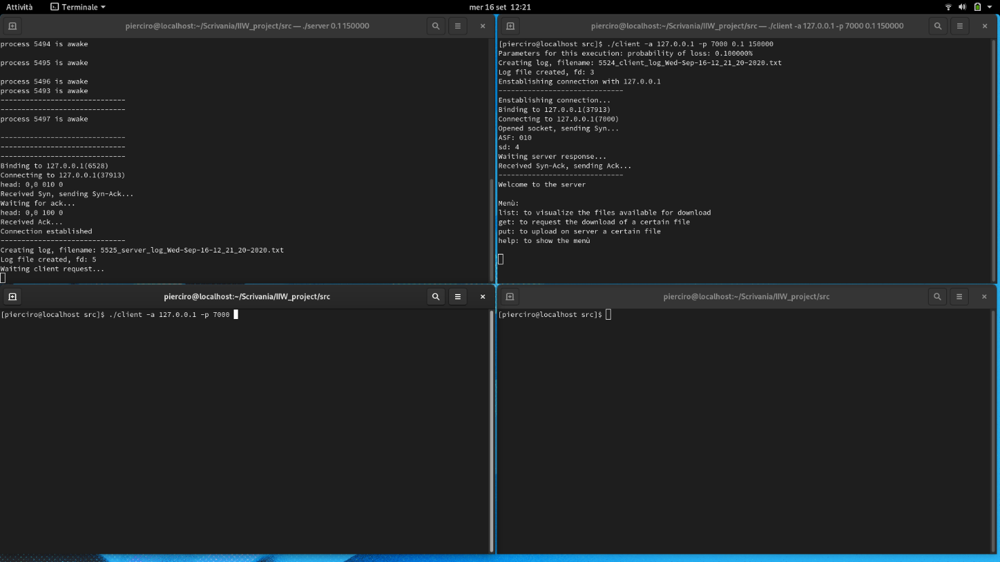 Attività
Terminale
mer 16 set 12:21
pierciro@localhost:~/Scrivania/IIW_project/src — ./server 0.1 150000
process 5494 is awake
process 5495 is awake
process 5496 is awake
process 5493 is awake
------------------------------
------------------------------
process 5497 is awake
------------------------------
------------------------------
------------------------------
Binding to 127.0.0.1(6528)
Connecting to 127.0.0.1(37913)
head: 0,0 010 0
Received Syn, sending Syn-Ack...
Waiting for ack...
head: 0,0 100 0
Received Ack...
Connection established
------------------------------
Creating log, filename: 5525_server_log_Wed-Sep-16-12_21_20-2020.txt
Log file created, fd: 5
Waiting client request...
pierciro@localhost:~/Scrivania/IIW_project/src — ./client -a 127.0.0.1 -p 7000 0.1 150000
[pierciro@localhost src]$ ./client -a 127.0.0.1 -p 7000 0.1 150000
Parameters for this execution: probability of loss: 0.100000%
Creating log, filename: 5524_client_log_Wed-Sep-16-12_21_20-2020.txt
Log file created, fd: 3
Enstablishing connection with 127.0.0.1
------------------------------
Enstablishing connection...
Binding to 127.0.0.1(37913)
Connecting to 127.0.0.1(7000)
Opened socket, sending Syn...
ASF: 010
sd: 4
Waiting server response...
Received Syn-Ack, sending Ack...
------------------------------
Welcome to the server
Menù:
list: to visualize the files available for download
get: to request the download of a certain file
put: to upload on server a certain file
help: to show the menù
pierciro@localhost:~/Scrivania/IIW_project/src
[pierciro@localhost src]$ ./client -a 127.0.0.1 -p 7000
pierciro@localhost:~/Scrivania/IIW_project/src
[pierciro@localhost src]$